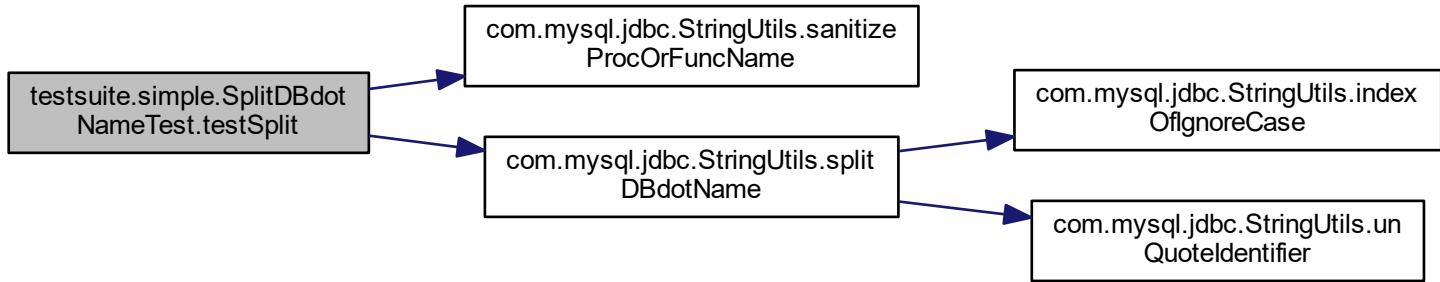 testsuite.simple.SplitDBdot
NameTest.testSplit
com.mysql.jdbc.StringUtils.sanitize
ProcOrFuncName
com.mysql.jdbc.StringUtils.split
DBdotName
com.mysql.jdbc.StringUtils.index
OfIgnoreCase
com.mysql.jdbc.StringUtils.un
QuoteIdentifier